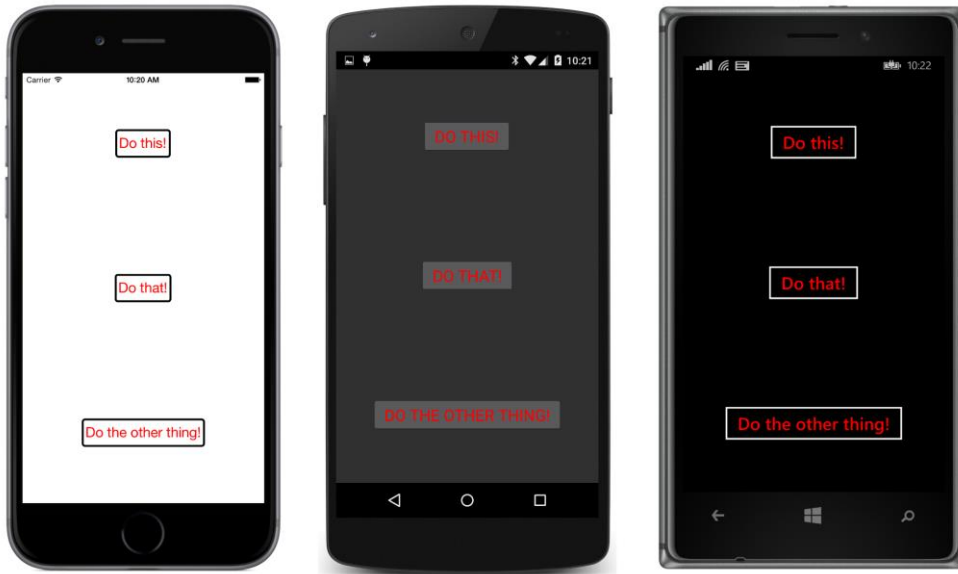 Carrier 10:20 AM
Do this!
Do that!
Do the other thing!
10:21
DO THIS!
DO THAT!
DO THE OTHER THING!
10:22
Do this!
Do that!
Do the other thing!